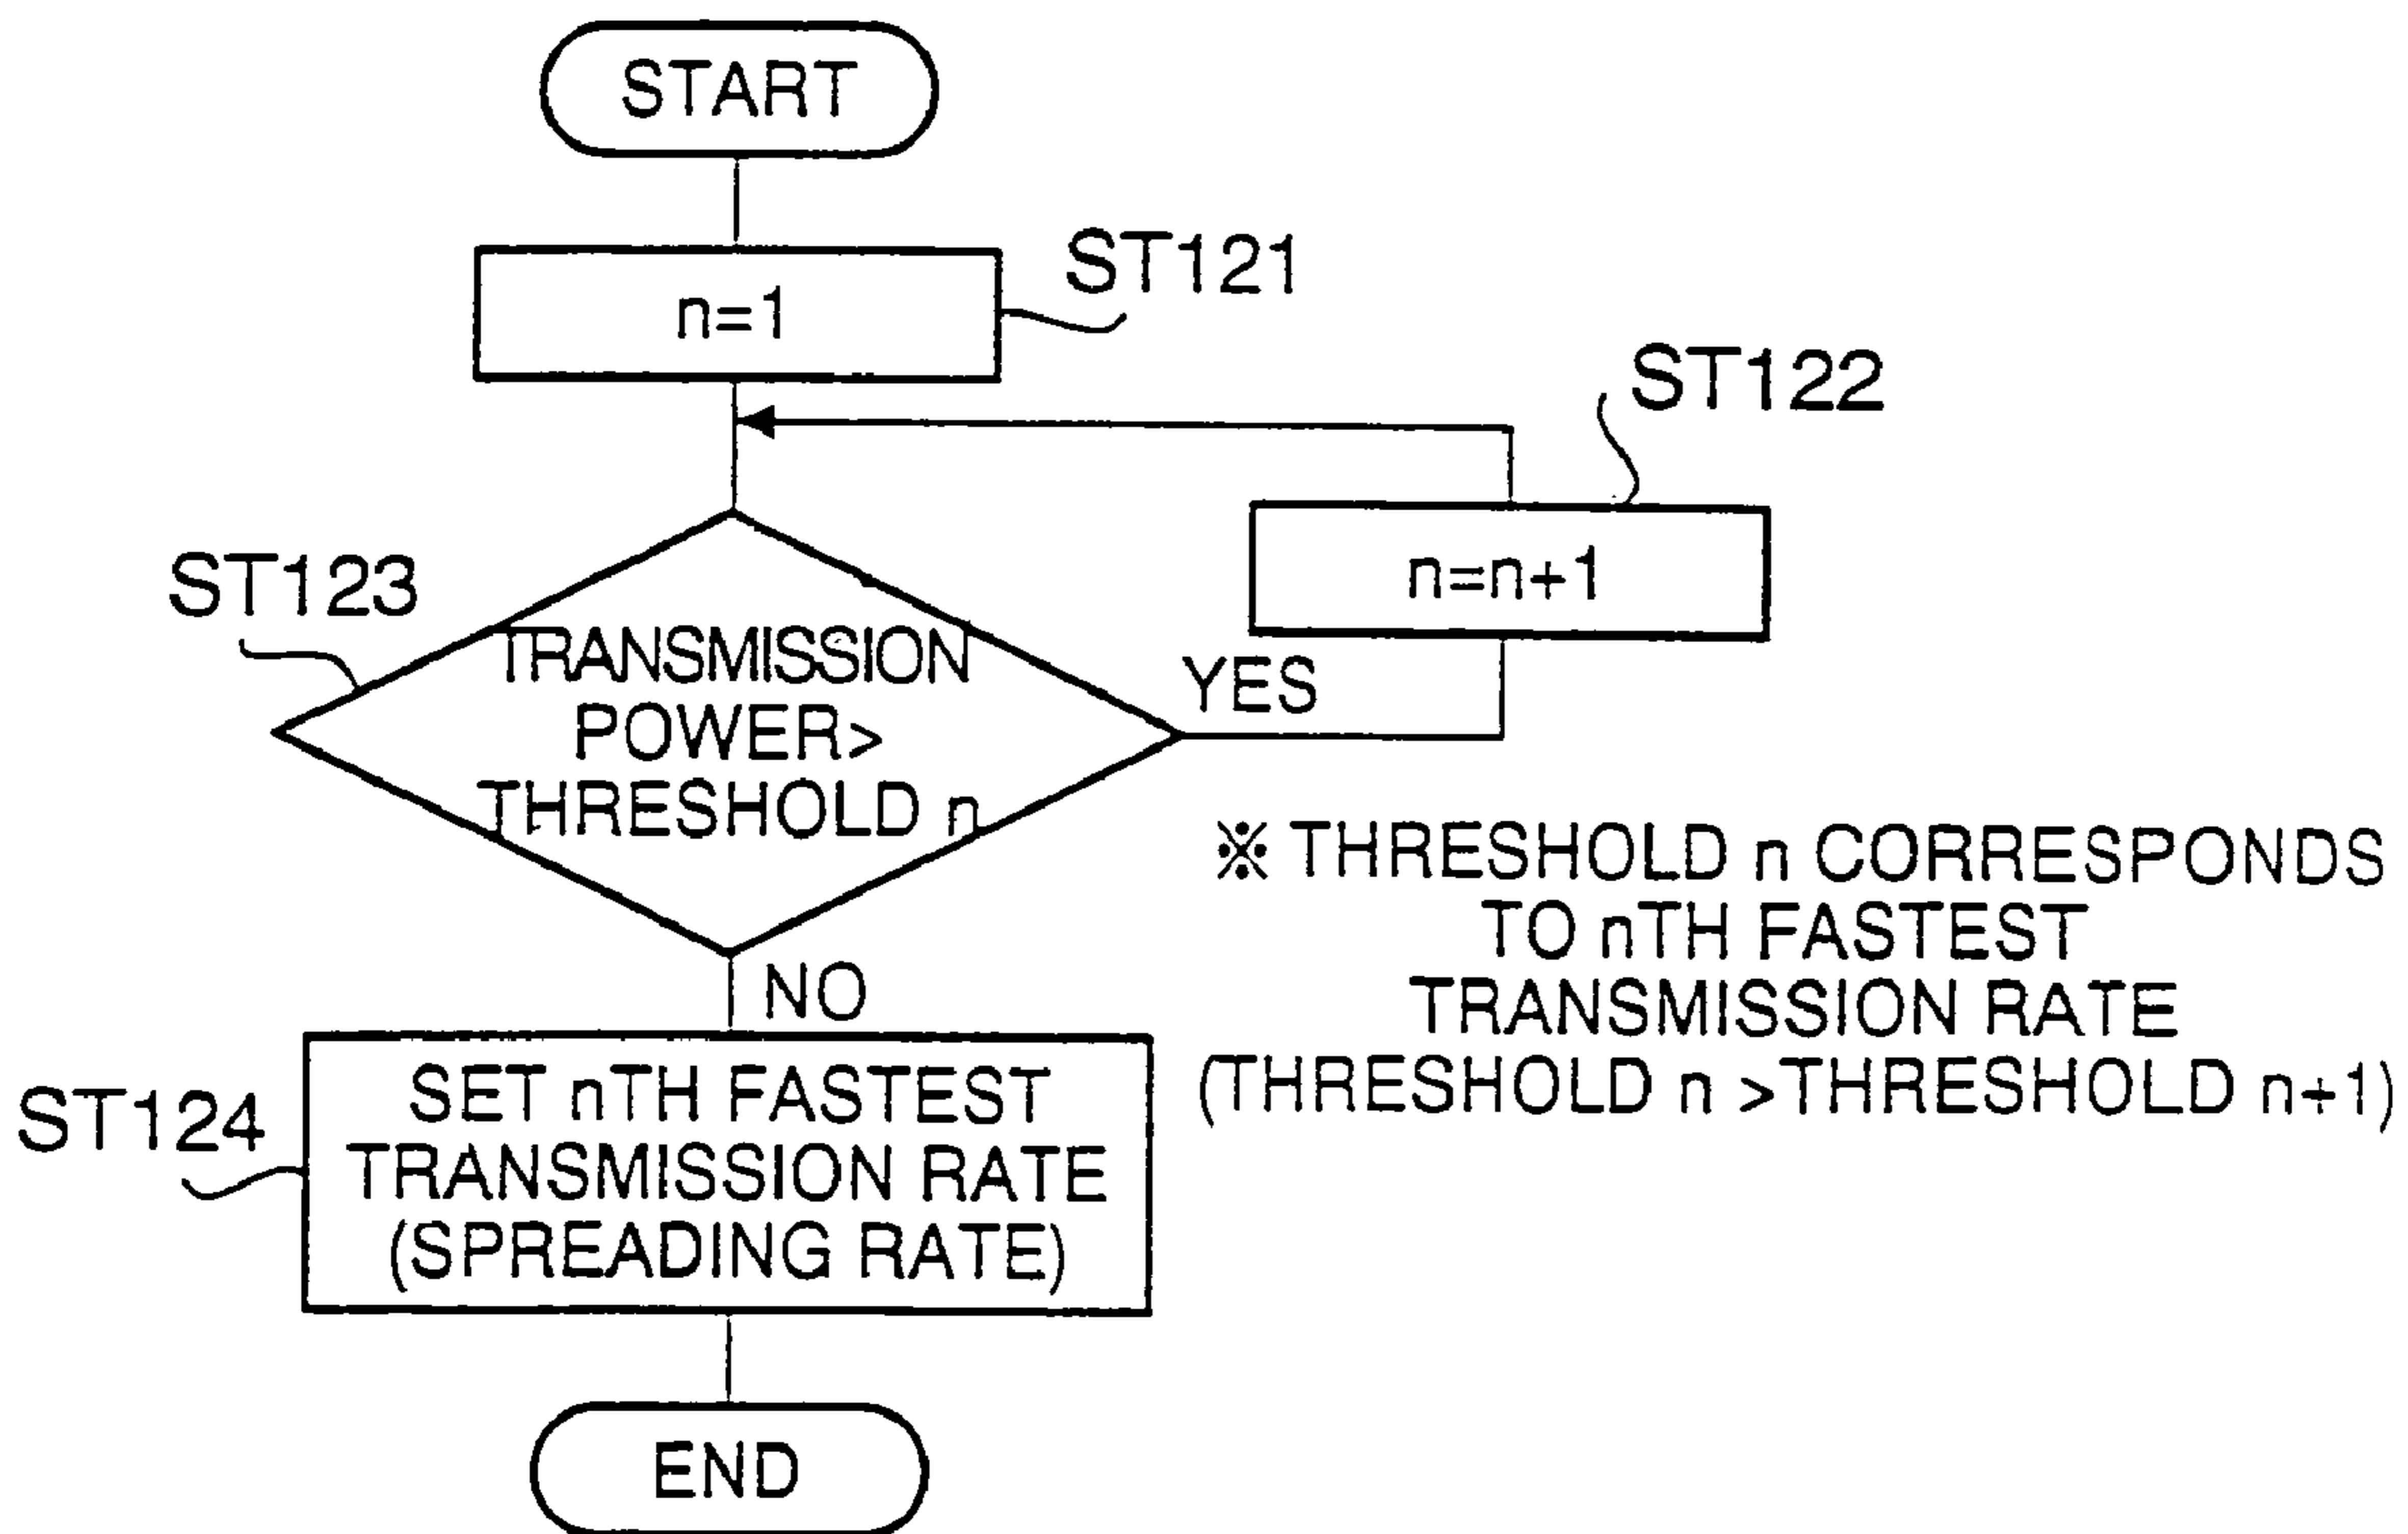 START
n=1
ST121
ST122
n=n+1
ST123
TRANSMISSION
POWER>
THRESHOLD n
YES
※ THRESHOLD n CORRESPONDS
TO nTH FASTEST
TRANSMISSION RATE
(THRESHOLD n >THRESHOLD n+1)
NO
ST124
SET nTH FASTEST
TRANSMISSION RATE
(SPREADING RATE)
END